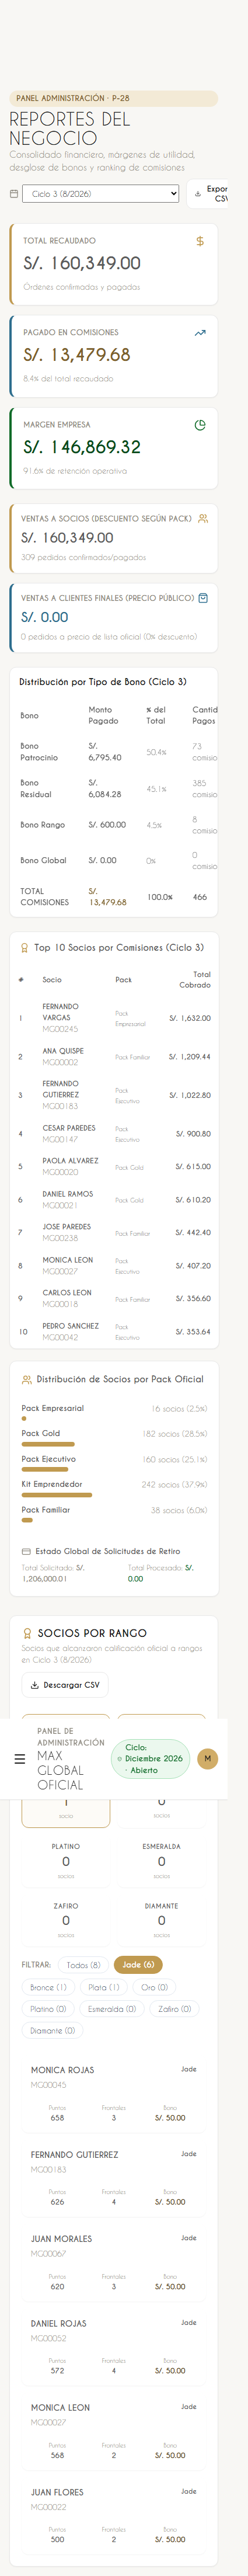 PANEL ADMINISTRACIÓN · P-28
REPORTES DEL
NEGOCIO
Consolidado financiero, márgenes de utilidad,
desglose de bonos y ranking de comisiones
Ciclo 3 (8/2026)
Expor
CSV
TOTAL RECAUDADO
S/. 160,349.00
Órdenes confirmadas y pagadas
PAGADO EN COMISIONES
S/. 13,479.68
8.4% del total recaudado
MARGEN EMPRESA
S/. 146,869.32
91.6% de retención operativa
VENTAS A SOCIOS (DESCUENTO SEGÚN PACK)
S/. 160,349.00
309 pedidos confirmados/pagados
VENTAS A CLIENTES FINALES (PRECIO PÚBLICO)
S/. 0.00
0 pedidos a precio de lista oficial (0% descuento)
Distribución por Tipo de Bono (Ciclo 3)
Bono Monto Pagado % del Total Cantid Pagos
Bono Patrocinio S/. 6,795.40 50.4% 73 comisio
Bono Residual S/. 6,084.28 45.1% 385 comisio
Bono Rango S/. 600.00 4.5% 8 comisio
Bono Global S/. 0.00 0% 0 comisio
TOTAL COMISIONES S/. 13,479.68 100.0% 466
Top 10 Socios por Comisiones (Ciclo 3)
# Socio Pack Total Cobrado
1 FERNANDO VARGAS MG00245 Pack Empresarial S/. 1,632.00
2 ANA QUISPE MG00002 Pack Familiar S/. 1,209.44
3 FERNANDO GUTIERREZ MG00183 Pack Ejecutivo S/. 1,022.80
4 CESAR PAREDES MG00147 Pack Ejecutivo S/. 900.80
5 PAOLA ALVAREZ MG00020 Pack Gold S/. 615.00
6 DANIEL RAMOS MG00021 Pack Gold S/. 610.20
7 JOSE PAREDES MG00238 Pack Familiar S/. 442.40
8 MONICA LEON MG00027 Pack Ejecutivo S/. 407.20
9 CARLOS LEON MG00018 Pack Familiar S/. 356.60
10 PEDRO SANCHEZ MG00042 Pack Ejecutivo S/. 353.64
Distribución de Socios por Pack Oficial
Pack Empresarial 16 socios (2.5%)
Pack Gold 182 socios (28.5%)
Pack Ejecutivo 160 socios (25.1%)
Kit Emprendedor 242 socios (37.9%)
Pack Familiar 38 socios (6.0%)
Estado Global de Solicitudes de Retiro
Total Solicitado: S/. 1,206,000.01
Total Procesado: S/. 0.00
SOCIOS POR RANGO
Socios que alcanzaron calificación oficial a rangos
en Ciclo 3 (8/2026)
Descargar CSV
PANEL DE
ADMINISTRACIÓN
MAX
GLOBAL
OFICIAL
Ciclo:
Diciembre 2026
· Abierto
M
socio socios
PLATINO ESMERALDA
0 0
socios socios
ZAFIRO DIAMANTE
0 0
socios socios
FILTRAR: Todos (8) Jade (6)
Bronce (1) Plata (1) Oro (0)
Platino (0) Esmeralda (0) Zafiro (0)
Diamante (0)
MONICA ROJAS Jade
MG00045
Puntos Frontales Bono
658 3 S/. 50.00
FERNANDO GUTIERREZ Jade
MG00183
Puntos Frontales Bono
626 4 S/. 50.00
JUAN MORALES Jade
MG00067
Puntos Frontales Bono
620 3 S/. 50.00
DANIEL ROJAS Jade
MG00052
Puntos Frontales Bono
572 4 S/. 50.00
MONICA LEON Jade
MG00027
Puntos Frontales Bono
568 2 S/. 50.00
JUAN FLORES Jade
MG00022
Puntos Frontales Bono
500 2 S/. 50.00